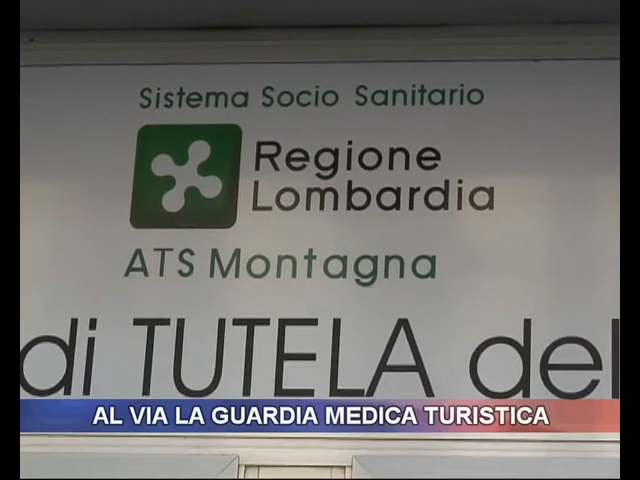 Sistema Socio Sanitario
Regione
Lombardia
ATS Montagna
di TUTELA del
AL VIA LA GUARDIA MEDICA TURISTICA